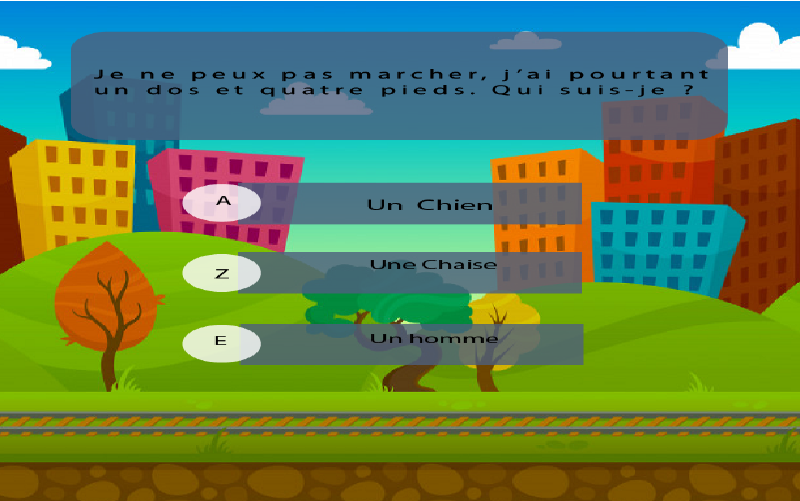 Je ne peux pas marcher, j'ai pourtant
un dos et quatre pieds. Qui suis-je ?
A
Un Chien
Z
Une Chaise
E
Un homme